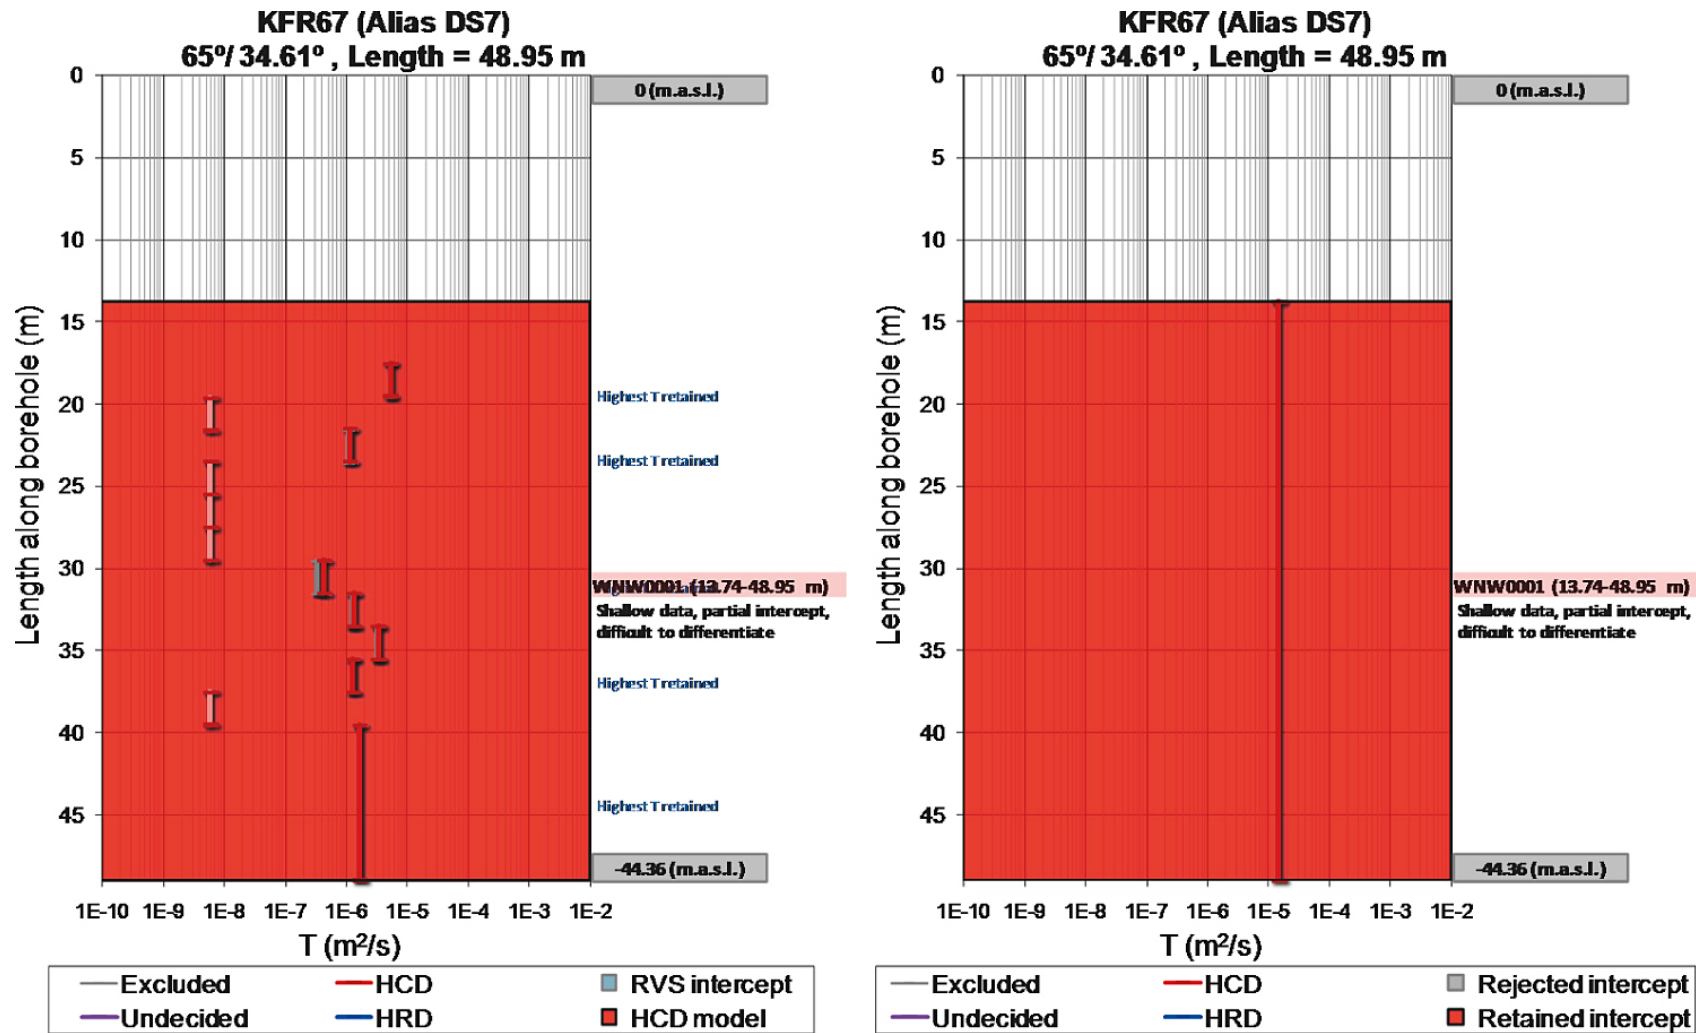 KFR67 (Alias DS7)
65º/ 34.61º , Length = 48.95 m
0
5
10
15
20
25
30
35
40
45
Length along borehole (m)
0 (m.a.s.l.)
Highest T retained
Highest T retained
WNW0001 (13.74-48.95 m)
Shallow data, partial intercept,
difficult to differentiate
Highest T retained
Highest T retained
-44.36 (m.a.s.l.)
1E-10 1E-9 1E-8 1E-7 1E-6 1E-5 1E-4 1E-3 1E-2
T (m²/s)
Excluded HCD RVS intercept
Undecided HRD HCD model
KFR67 (Alias DS7)
65º/ 34.61º , Length = 48.95 m
0
5
10
15
20
25
30
35
40
45
Length along borehole (m)
0 (m.a.s.l.)
WNW0001 (13.74-48.95 m)
Shallow data, partial intercept,
difficult to differentiate
-44.36 (m.a.s.l.)
1E-10 1E-9 1E-8 1E-7 1E-6 1E-5 1E-4 1E-3 1E-2
T (m²/s)
Excluded HCD Rejected intercept
Undecided HRD Retained intercept